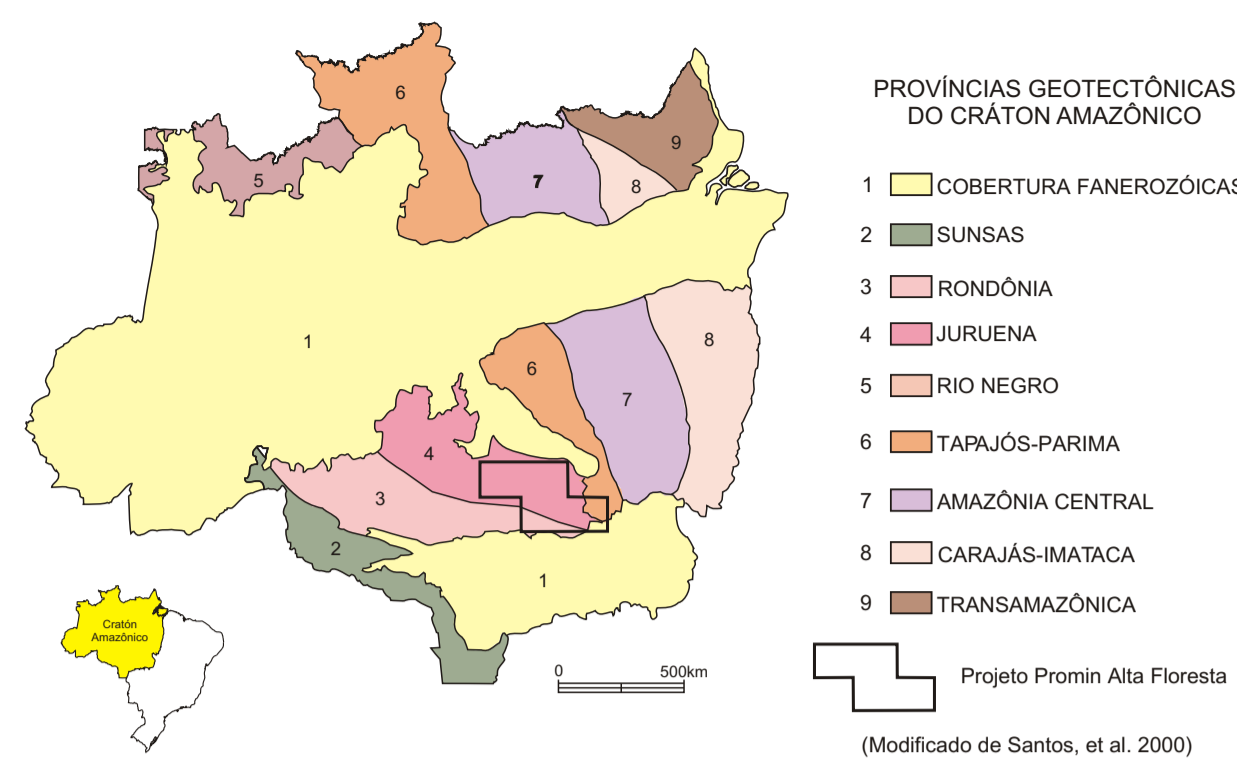 PROVÍNCIAS GEOTECTÔNICAS
DO CRÁTON AMAZÔNICO
1 COBERTURA FANEROZÓICAS
2 SUNSAS
3 RONDÔNIA
4 JURUENA
5 RIO NEGRO
6 TAPAJÓS-PARIMA
7 AMAZÔNIA CENTRAL
8 CARAJÁS-IMATACA
9 TRANSAMAZÔNICA
Projeto Promin Alta Floresta
(Modificado de Santos, et al. 2000)
6
9
5
7
8
1
8
6
7
4
3
2
1
Cratón
Amazônico
0 500km